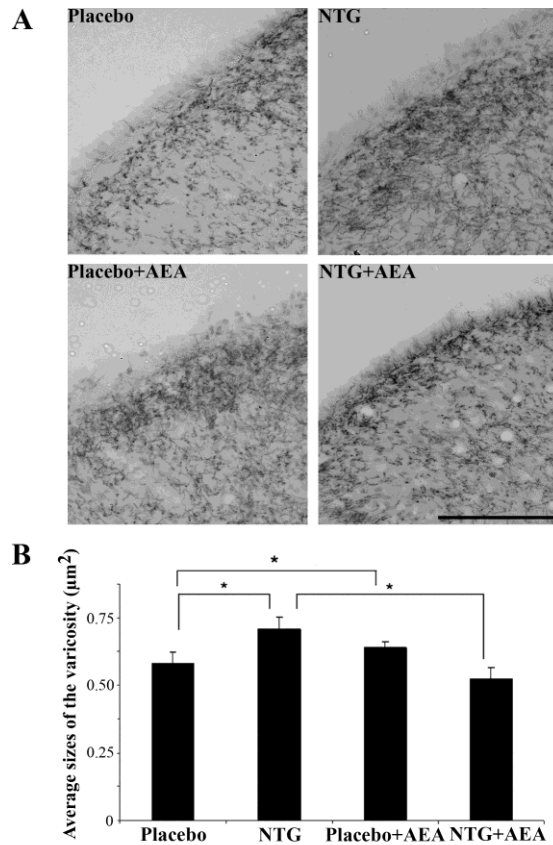 A
Placebo
NTG
Placebo+AEA
NTG+AEA
B
Average sizes of the varicosity (µm²)
*
*
*
0.75
0.50
0.25
0
Placebo NTG Placebo+AEA NTG+AEA